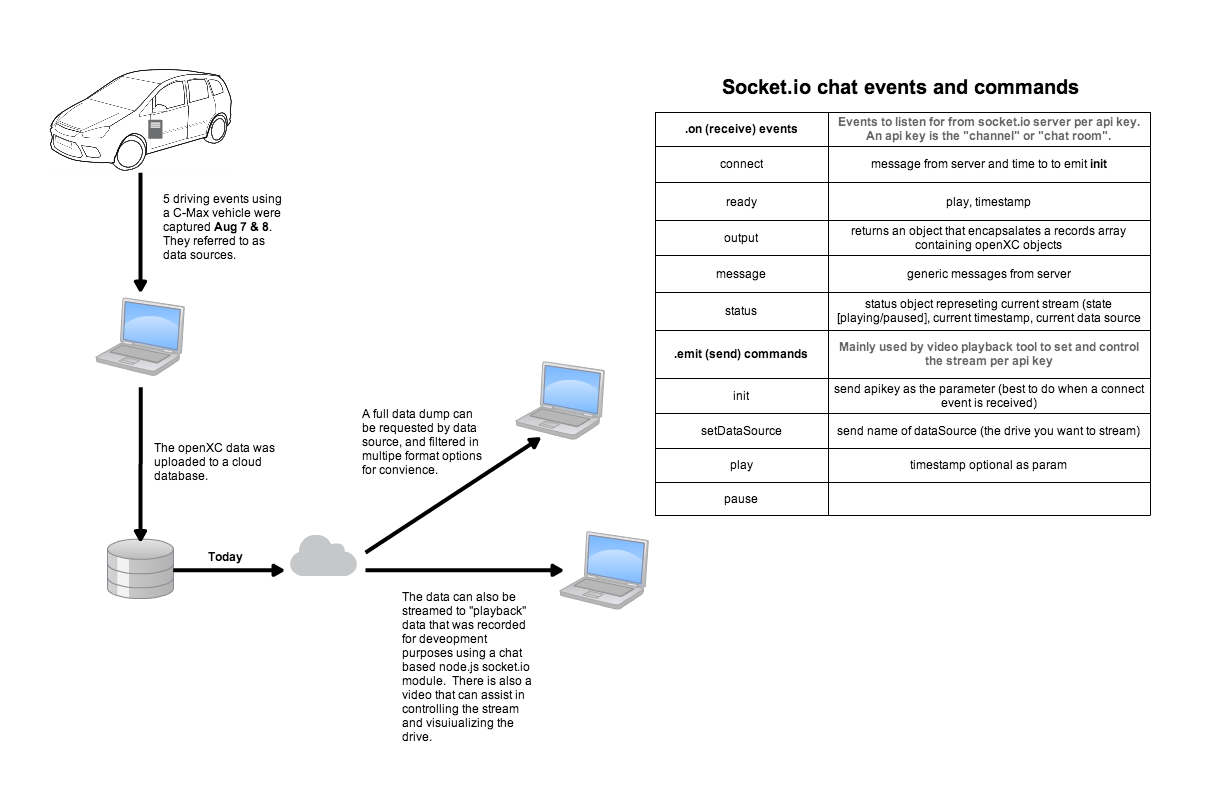 5 driving events using
a C-Max vehicle were
captured Aug 7 & 8.
They referred to as
data sources.
The openXC data was
uploaded to a cloud
database.
Today
A full data dump can
be requested by data
source, and filtered in
multipe format options
for convience.
The data can also be
streamed to "playback"
data that was recorded
for deveopment
purposes using a chat
based node.js socket.io
module. There is also a
video that can assist in
controlling the stream
and visuiualizing the
drive.
Socket.io chat events and commands
.on (receive) events
Events to listen for from socket.io server per api key.
An api key is the "channel" or "chat room".
connect
message from server and time to to emit init
ready
play, timestamp
output
returns an object that encapsalates a records array
containing openXC objects
message
generic messages from server
status
status object represeting current stream (state
[playing/paused], current timestamp, current data source
.emit (send) commands
Mainly used by video playback tool to set and control
the stream per api key
init
send apikey as the parameter (best to do when a connect
event is received)
setDataSource
send name of dataSource (the drive you want to stream)
play
timestamp optional as param
pause